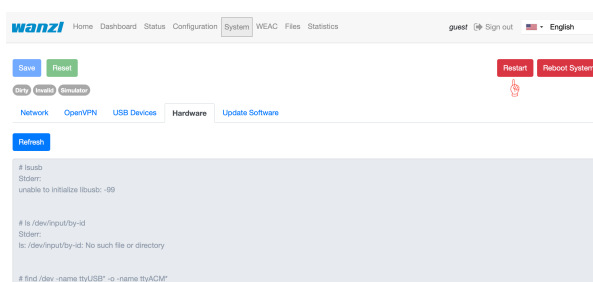 wanzl Home Dashboard Status Configuration System WEAC Files Statistics guest Sign out English
Save Reset Restart Reboot System
Dirty Invalid Simulator
Network OpenVPN USB Devices Hardware Update Software
Refresh
# lsusb
Stderr:
unable to initialize libusb: -99
# ls /dev/input/by-id
Stderr:
ls: /dev/input/by-id: No such file or directory
# find /dev -name ttyUSB* -o -name ttyACM*